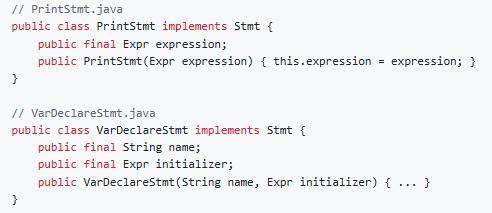 // PrintStmt.java
public class PrintStmt implements Stmt {
    public final Expr expression;
    public PrintStmt(Expr expression) { this.expression = expression; }
}

// VarDeclareStmt.java
public class VarDeclareStmt implements Stmt {
    public final String name;
    public final Expr initializer;
    public VarDeclareStmt(String name, Expr initializer) { ... }
}